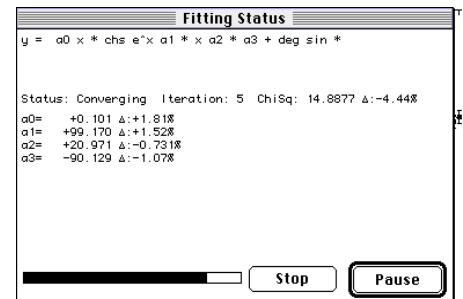 Fitting Status
y = a0 x * chs e^x a1 * x a2 * a3 + deg sin *
Status: Converging Iteration: 5 ChiSq: 14.8877 Δ:-4.44%
a0= +0.101 Δ:+1.81%
a1= +99.170 Δ:+1.52%
a2= +20.971 Δ:-0.731%
a3= -90.129 Δ:-1.07%
Stop Pause